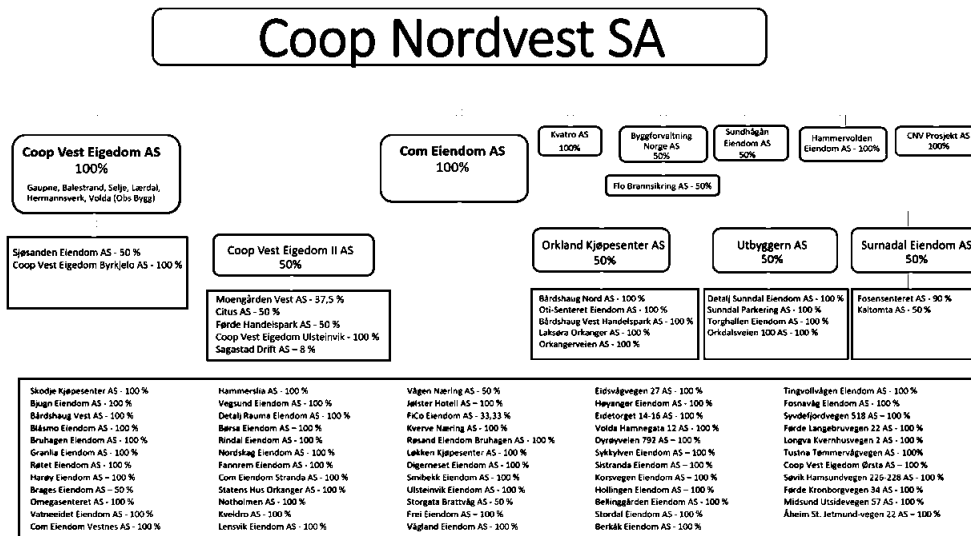 Coop Nordvest SA
Coop Vest Eigedom AS
100%
Gaupne, Balestrand, Selje, Lærdal,
Hermannsverk, Volda (Obs Bygg)
Com Eiendom AS
100%
Kvatro AS
100%
Byggforvaltning
Norge AS
50%
Sundhågån
Eiendom AS
50%
Hammervolden
Eiendom AS - 100%
CNV Prosjekt AS
100%
Flo Brannsikring AS - 50%
Sjøsanden Eiendom AS - 50 %
Coop Vest Eigedom Byrkjelo AS - 100 %
Coop Vest Eigedom II AS
50%
Moengården Vest AS - 37,5 %
Citus AS - 50 %
Førde Handelspark AS - 50 %
Coop Vest Eigedom Ulsteinvik - 100 %
Sagastad Drift AS – 8 %
Orkland Kjøpesenter AS
50%
Bårdshaug Nord AS - 100 %
Oti-Senteret Eiendom AS - 100 %
Bårdshaug Vest Handelspark AS - 100 %
Laksøra Orkanger AS - 100 %
Orkangerveien AS - 100 %
Utbyggern AS
50%
Detalj Sunndal Eiendom AS - 100 %
Sunndal Parkering AS - 100 %
Torghallen Eiendom AS - 100 %
Orkdalsveien 100 AS - 100 %
Surnadal Eiendom AS
50%
Fosensenteret AS - 90 %
Kaltomta AS - 50 %
Skodje Kjøpesenter AS - 100 %
Bjugn Eiendom AS - 100 %
Bårdshaug Vest AS - 100 %
Blåsmo Eiendom AS - 100 %
Bruhagen Eiendom AS - 100 %
Granlia Eiendom AS - 100 %
Røtet Eiendom AS - 100 %
Harøy Eiendom AS – 100 %
Brages Eiendom AS – 50 %
Omegasenteret AS - 100 %
Vatneeidet Eiendom AS - 100 %
Com Eiendom Vestnes AS - 100 %
Hammerslia AS - 100 %
Vegsund Eiendom AS - 100 %
Detalj Rauma Eiendom AS - 100 %
Børsa Eiendom AS – 100 %
Rindal Eiendom AS - 100 %
Nordskag Eiendom AS - 100 %
Fannrem Eiendom AS - 100 %
Com Eiendom Stranda AS - 100 %
Statens Hus Orkanger AS - 100 %
Notholmen AS - 100 %
Kveldro AS - 100 %
Lensvik Eiendom AS - 100 %
Vågen Næring AS - 50 %
Jølster Hotell AS – 100 %
FiCo Eiendom AS - 33,33 %
Kverve Næring AS - 100 %
Røsand Eiendom Bruhagen AS - 100 %
Løkken Kjøpesenter AS - 100 %
Digerneset Eiendom AS - 100 %
Smibekk Eiendom AS - 100 %
Ulsteinvik Eiendom AS - 100 %
Storgata Brattvåg AS - 50 %
Frei Eiendom AS – 100 %
Vågland Eiendom AS - 100 %
Eidsvågvegen 27 AS - 100 %
Høyanger Eiendom AS - 100 %
Eidetorget 14-16 AS - 100 %
Volda Hamnegata 12 AS - 100 %
Dyrøyveien 792 AS – 100 %
Sykkylven Eiendom AS – 100 %
Sistranda Eiendom AS – 100 %
Korsvegen Eiendom AS – 100 %
Hollingen Eiendom AS – 100 %
Bellinggården Eiendom AS - 100 %
Stordal Eiendom AS - 100 %
Berkåk Eiendom AS - 100 %
Tingvollvågen Eiendom AS - 100 %
Fosnavåg Eiendom AS - 100 %
Syvdefjordvegen 518 AS – 100 %
Førde Langebruvegen 22 AS - 100 %
Longva Kvernhusvegen 2 AS - 100 %
Tustna Tømmervågvegen AS - 100%
Coop Vest Eigedom Ørsta AS – 100 %
Søvik Hamsundvegen 226-228 AS - 100 %
Førde Kronborgvegen 34 AS - 100 %
Midsund Utsidevegen 57 AS - 100 %
Åheim St. Jetmund-vegen 22 AS – 100 %